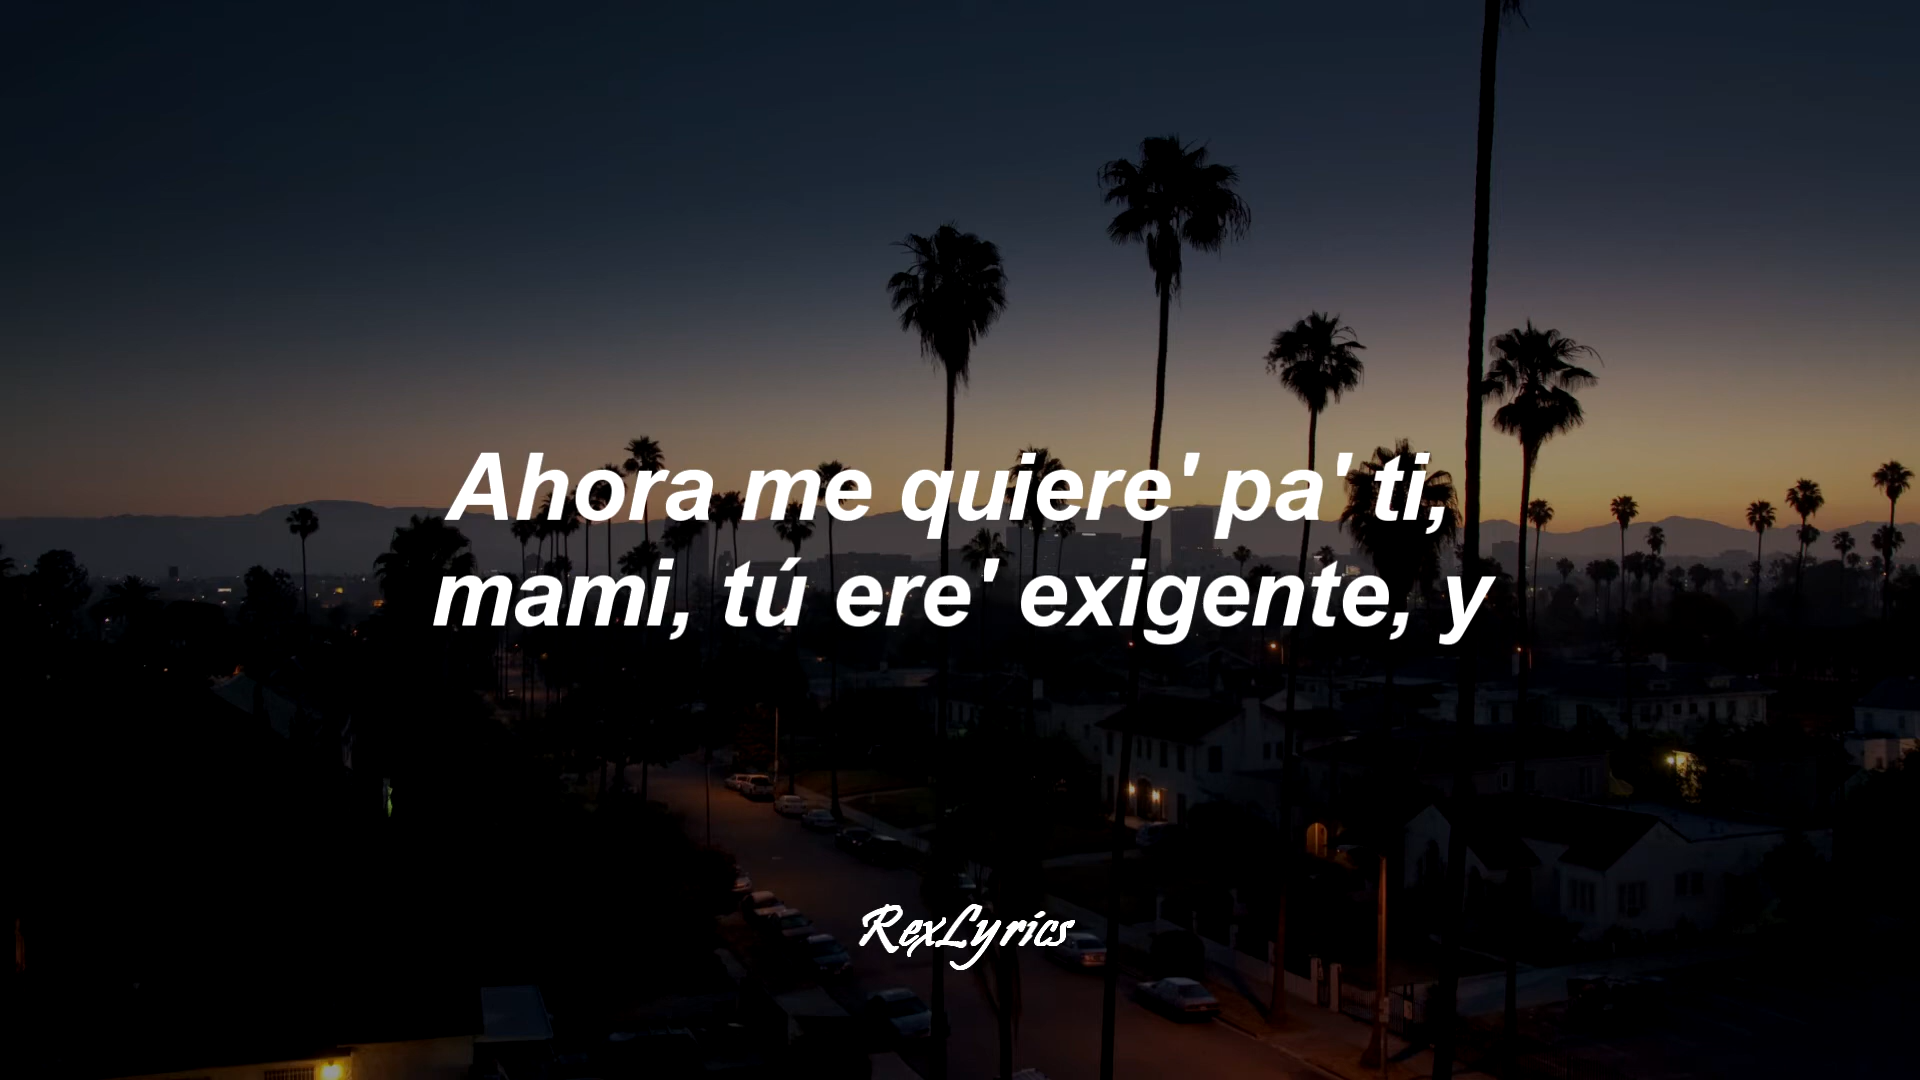 Ahora me quiere' pa' ti,
mami, tú ere' exigente, y
RexLyrics